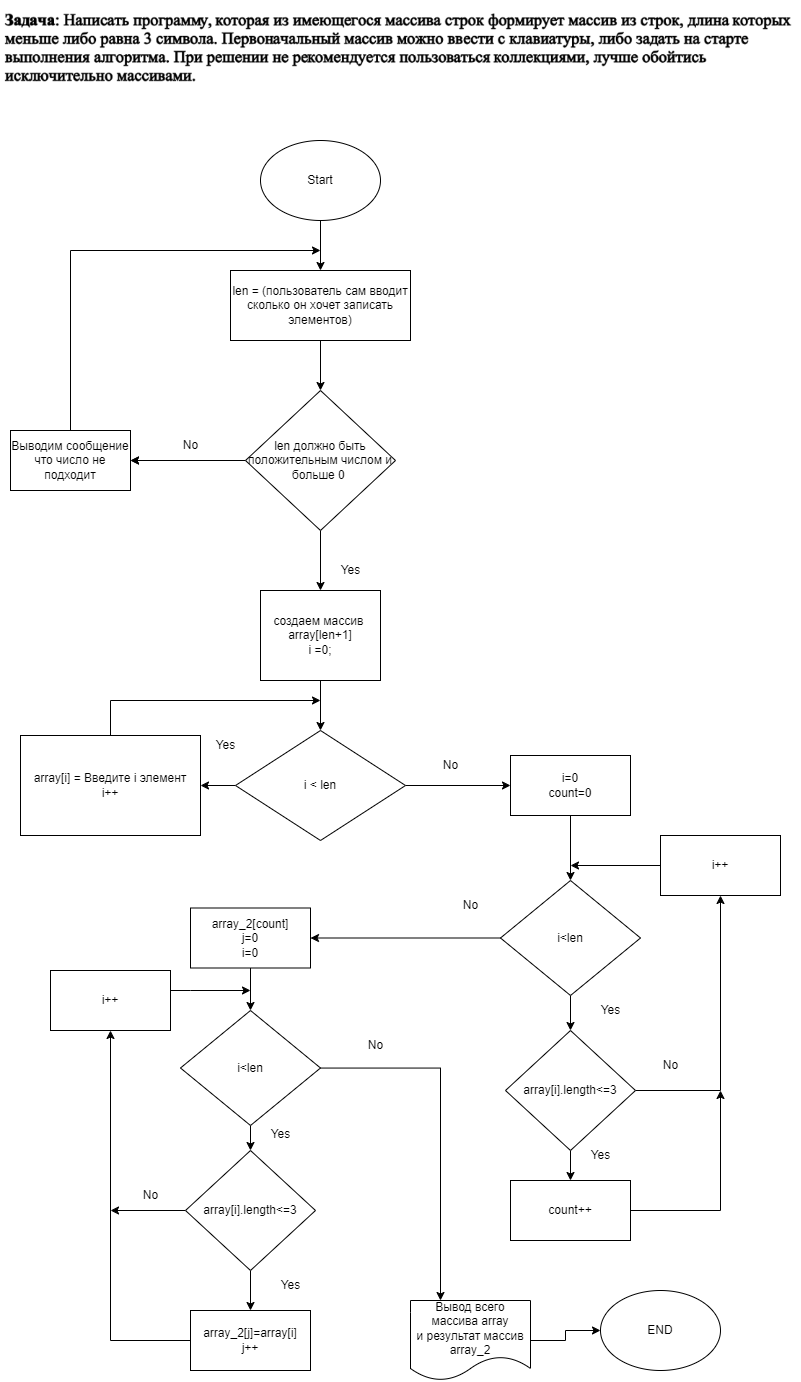 Задача: Написать программу, которая из имеющегося массива строк формирует массив из строк, длина которых
меньше либо равна 3 символа. Первоначальный массив можно ввести с клавиатуры, либо задать на старте
выполнения алгоритма. При решении не рекомендуется пользоваться коллекциями, лучше обойтись
исключительно массивами.
Start
len = (пользователь сам вводит
сколько он хочет записать
элементов)
len должно быть
положительным числом и
больше 0
No
Выводим сообщение
что число не
подходит
Yes
создаем массив
array[len+1]
i =0;
i < len
Yes
array[i] = Введите i элемент
i++
No
i=0
count=0
i++
i<len
No
array_2[count]
j=0
i=0
Yes
array[i].length<=3
No
Yes
count++
i++
i<len
No
Yes
array[i].length<=3
No
Yes
array_2[j]=array[i]
j++
Вывод всего
массива array
и результат массив
array_2
END